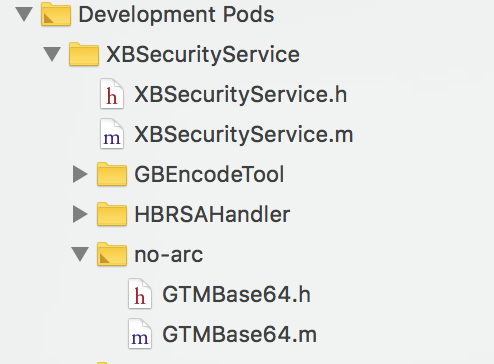 Development Pods
XBSecurityService
h XBSecurityService.h
m XBSecurityService.m
GBEncodeTool
HBRSAHandler
no-arc
h GTMBase64.h
m GTMBase64.m